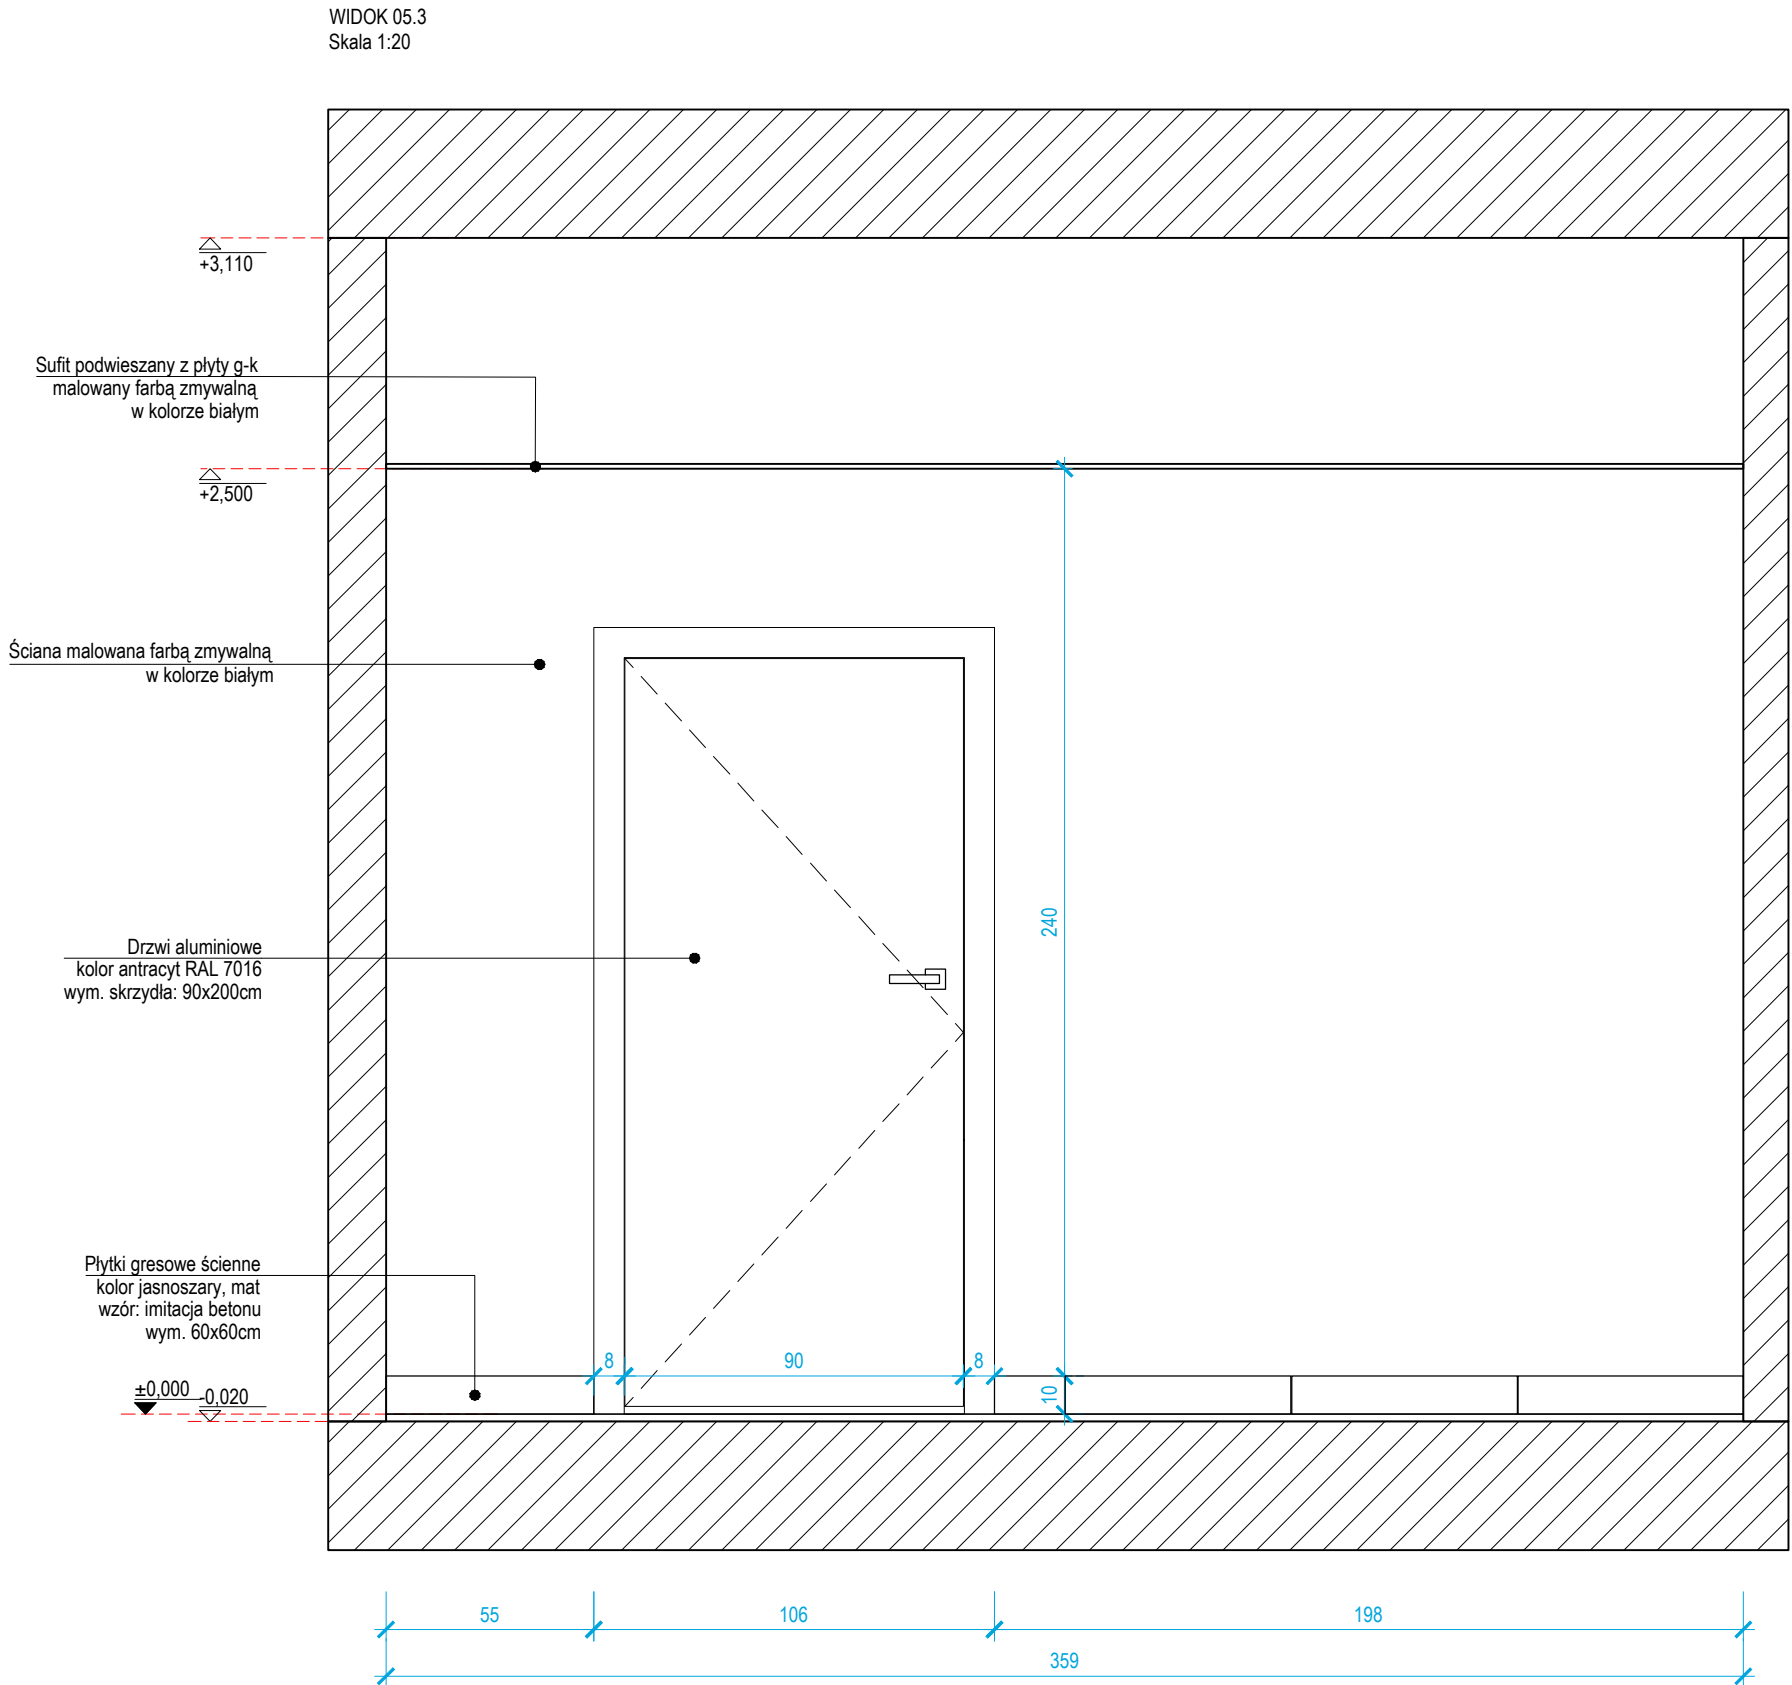 WIDOK 05.3
Skala 1:20
+3,110
Sufit podwieszany z płyty g-k
malowany farbą zmywalną
w kolorze białym
+2,500
Ściana malowana farbą zmywalną
w kolorze białym
240
Drzwi aluminiowe
kolor antracyt RAL 7016
wym. skrzydła: 90x200cm
Płytki gresowe ścienne
kolor jasnoszary, mat
wzór: imitacja betonu
wym. 60x60cm
8 90 8
10
±0,000 -0,020
55 106 198
359